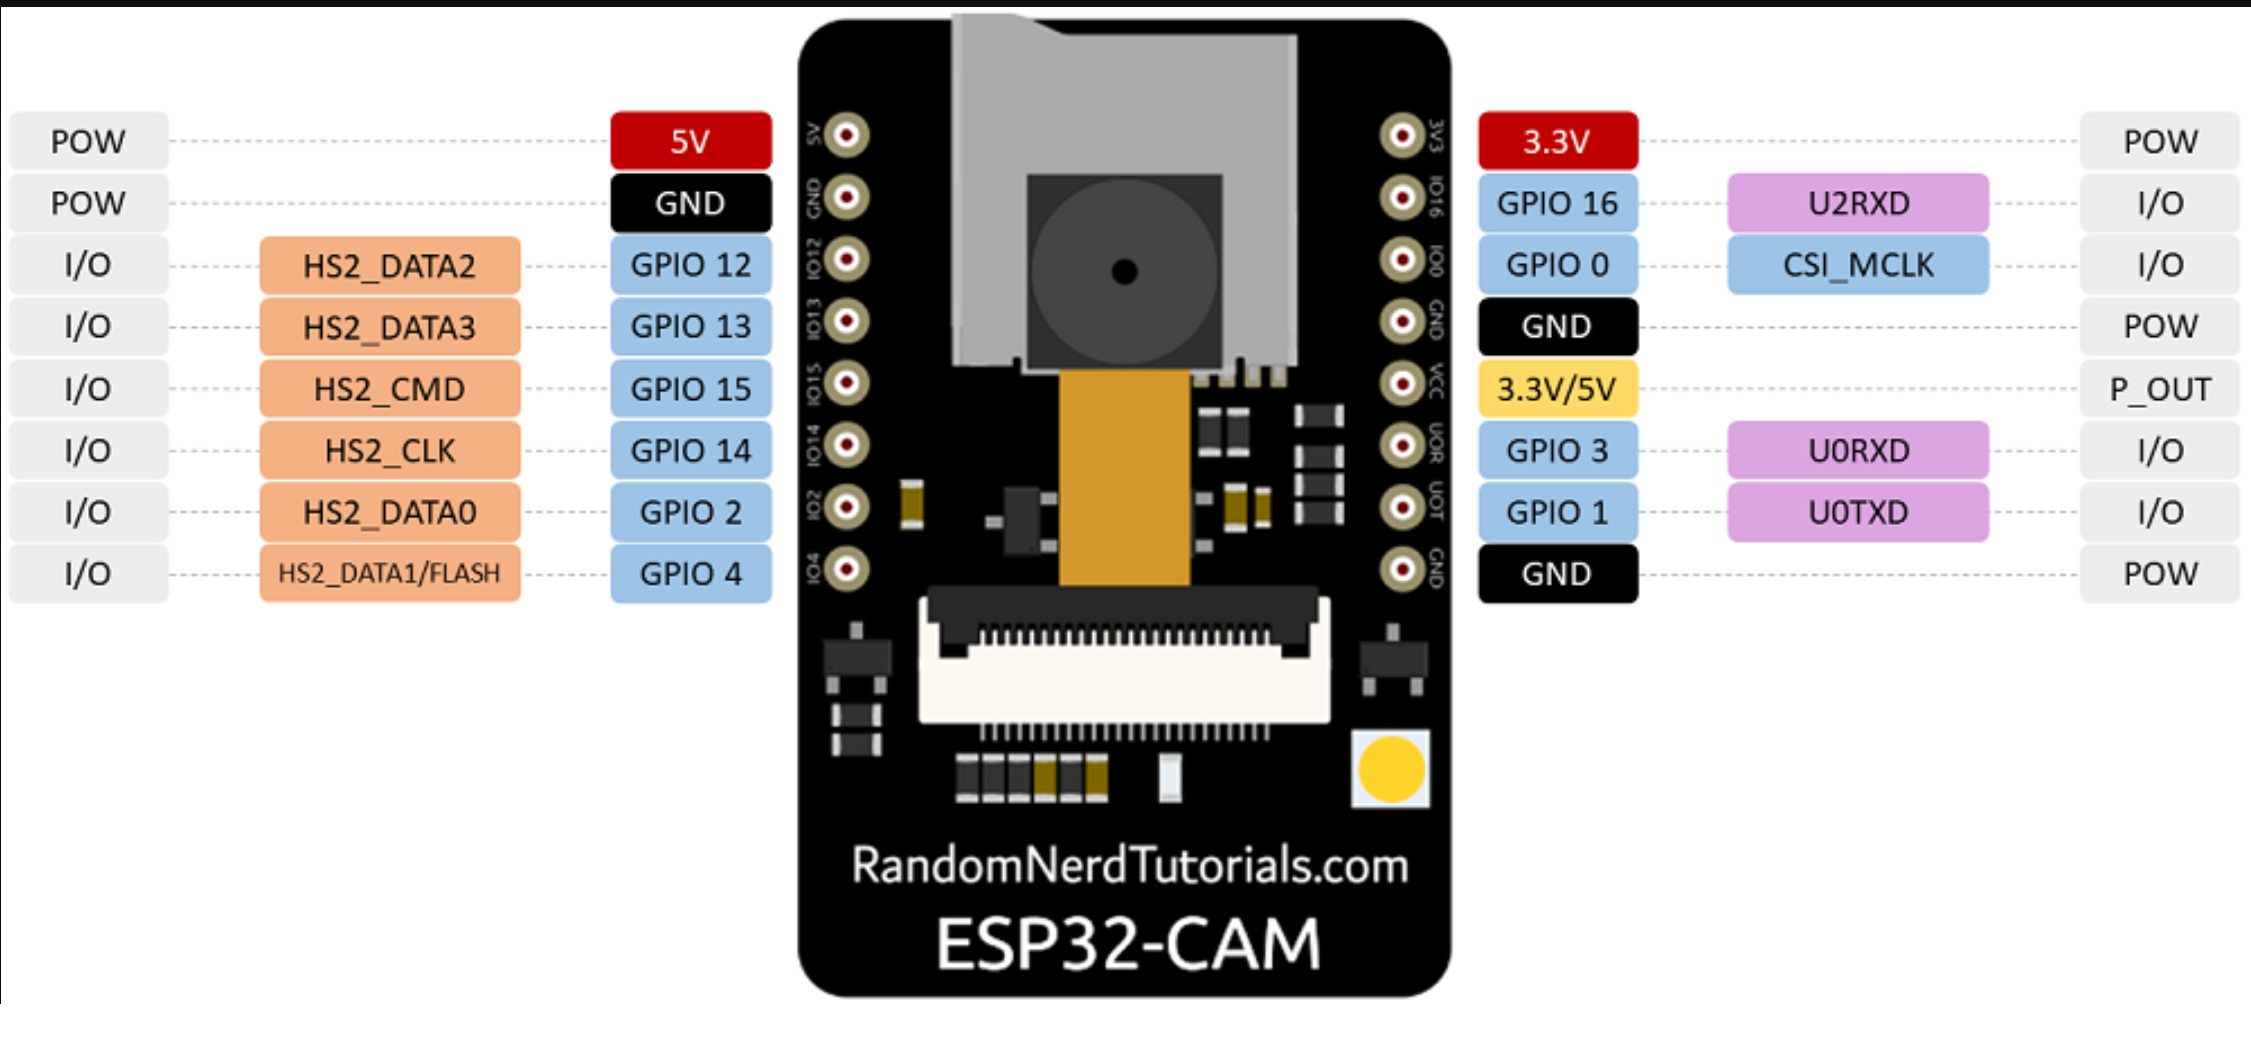 POW 5V 5V 3V3 3.3V POW
POW GND GND IO16 GPIO 16 U2RXD I/O
I/O HS2_DATA2 GPIO 12 IO12 IO0 GPIO 0 CSI_MCLK I/O
I/O HS2_DATA3 GPIO 13 IO13 GND GND POW
I/O HS2_CMD GPIO 15 IO15 VCC 3.3V/5V P_OUT
I/O HS2_CLK GPIO 14 IO14 UOR GPIO 3 U0RXD I/O
I/O HS2_DATA0 GPIO 2 IO2 UOT GPIO 1 U0TXD I/O
I/O HS2_DATA1/FLASH GPIO 4 IO4 GND GND POW
RandomNerdTutorials.com
ESP32-CAM